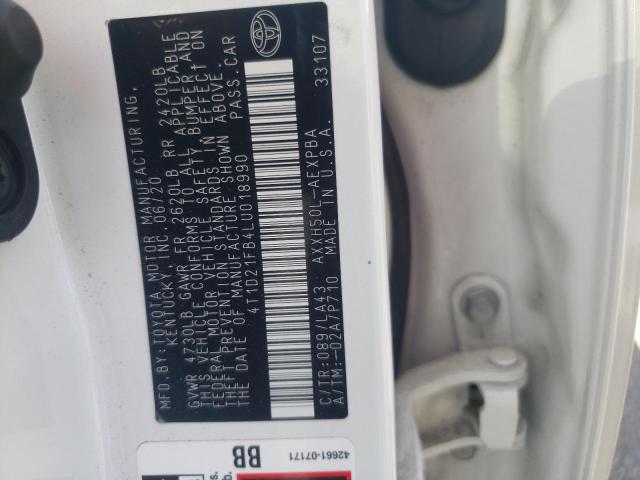 MFD. BY: TOYOTA MOTOR MANUFACTURING,
KENTUCKY, INC. 06/20
GVWR 4730LB GAWR FR 2620LB RR 2420LB
THIS VEHICLE CONFORMS TO ALL APPLICABLE
FEDERAL MOTOR VEHICLE SAFETY, BUMPER AND
THEFT PREVENTION STANDARDS IN EFFECT ON
THE DATE OF MANUFACTURE SHOWN ABOVE.
4T1D21FB4LU018990 PASS. CAR
C/TR: 089/LA43 AXXH50L-AEXPBA
A/TM: -02A/P710 MADE IN U.S.A. 33107
42661-07171
BB